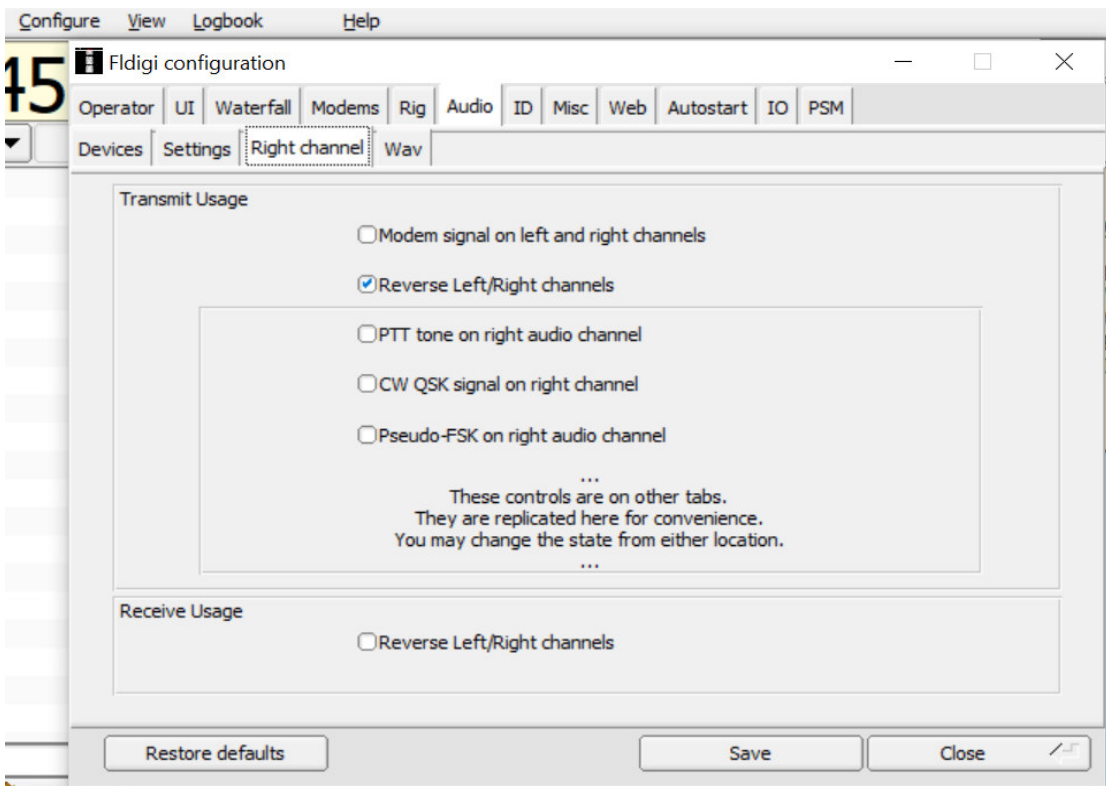 Configure View Logbook Help
45
Fldigi configuration
Operator UI Waterfall Modems Rig Audio ID Misc Web Autostart IO PSM
Devices Settings Right channel Wav
Transmit Usage
Modem signal on left and right channels
Reverse Left/Right channels
PTT tone on right audio channel
CW QSK signal on right channel
Pseudo-FSK on right audio channel
...
These controls are on other tabs.
They are replicated here for convenience.
You may change the state from either location.
...
Receive Usage
Reverse Left/Right channels
Restore defaults Save Close